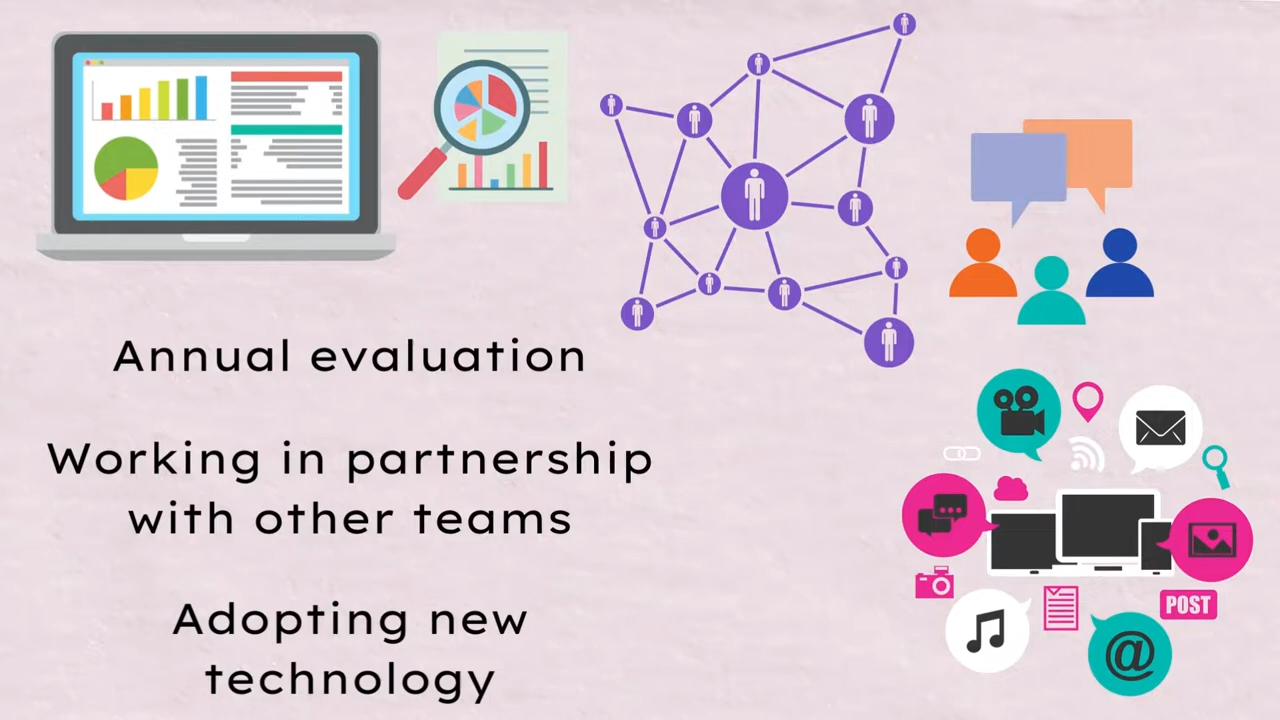 Annual evaluation
Working in partnership
with other teams
Adopting new
technology
POST
@